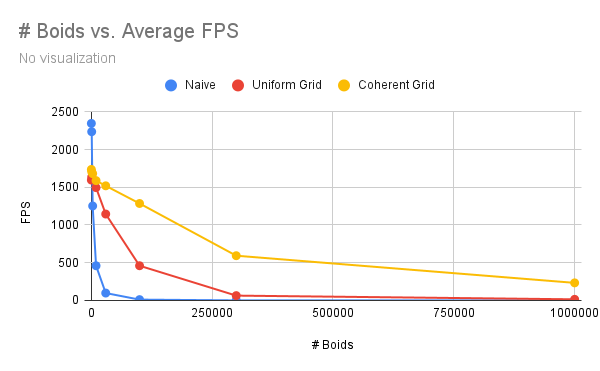 # Boids vs. Average FPS
No visualization
Naive Uniform Grid Coherent Grid
2500
2000
1500
1000
500
0
FPS
0 250000 500000 750000 1000000
# Boids